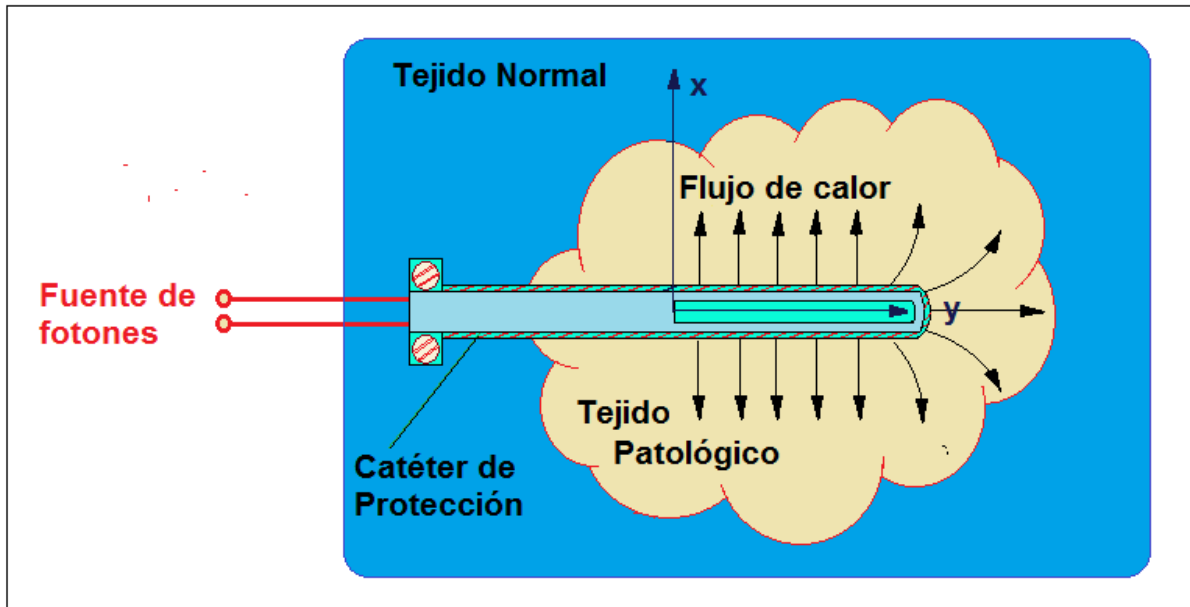 Tejido Normal
x
Flujo de calor
Fuente de
fotones
y
Tejido
Patológico
Catéter de
Protección